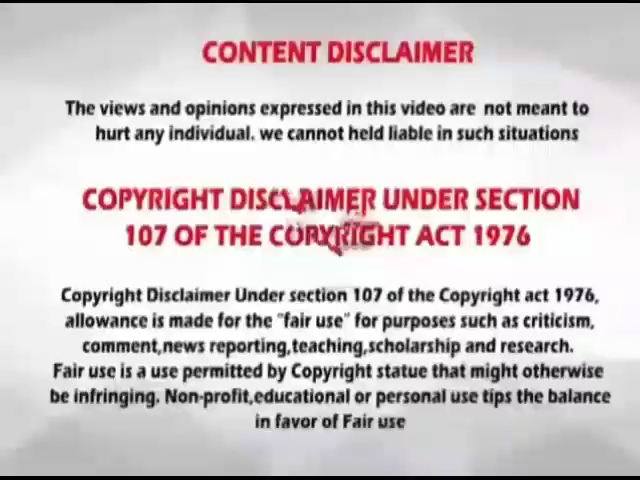 CONTENT DISCLAIMER
The views and opinions expressed in this video are not meant to
hurt any individual. we cannot held liable in such situations
COPYRIGHT DISCLAIMER UNDER SECTION
107 OF THE COPYRIGHT ACT 1976
Copyright Disclaimer Under section 107 of the Copyright act 1976,
allowance is made for the "fair use" for purposes such as criticism,
comment,news reporting,teaching,scholarship and research.
Fair use is a use permitted by Copyright statue that might otherwise
be infringing. Non-profit,educational or personal use tips the balance
in favor of Fair use